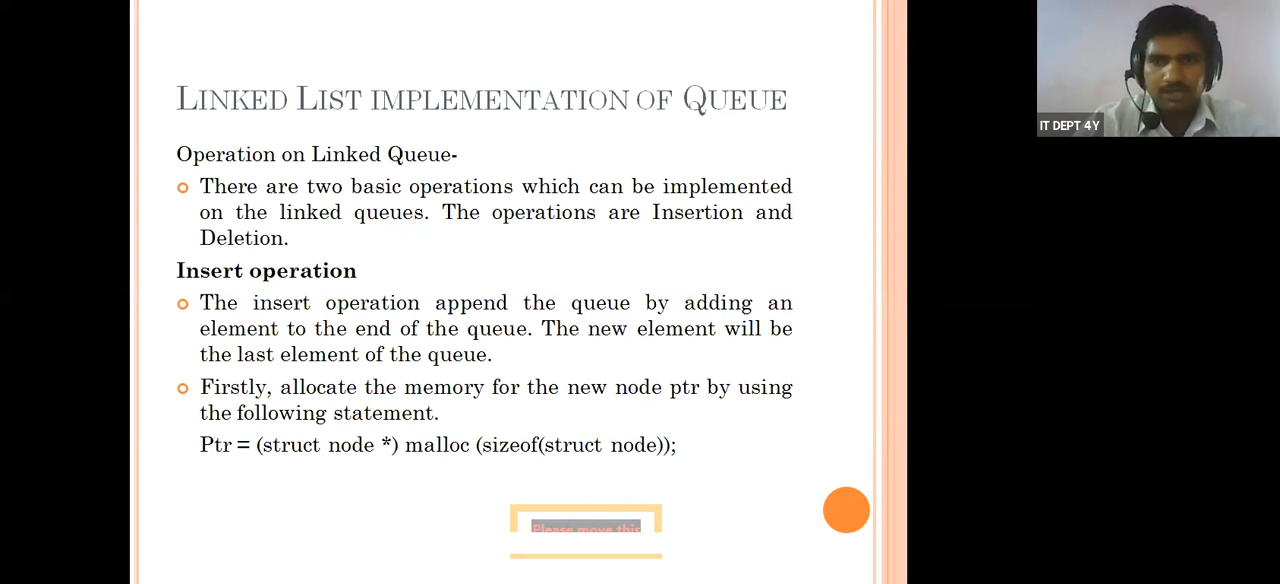 LINKED LIST IMPLEMENTATION OF QUEUE
Operation on Linked Queue-
There are two basic operations which can be implemented
on the linked queues. The operations are Insertion and
Deletion.
Insert operation
The insert operation append the queue by adding an
element to the end of the queue. The new element will be
the last element of the queue.
Firstly, allocate the memory for the new node ptr by using
the following statement.
Ptr = (struct node *) malloc (sizeof(struct node));
Please move this
IT DEPT 4Y